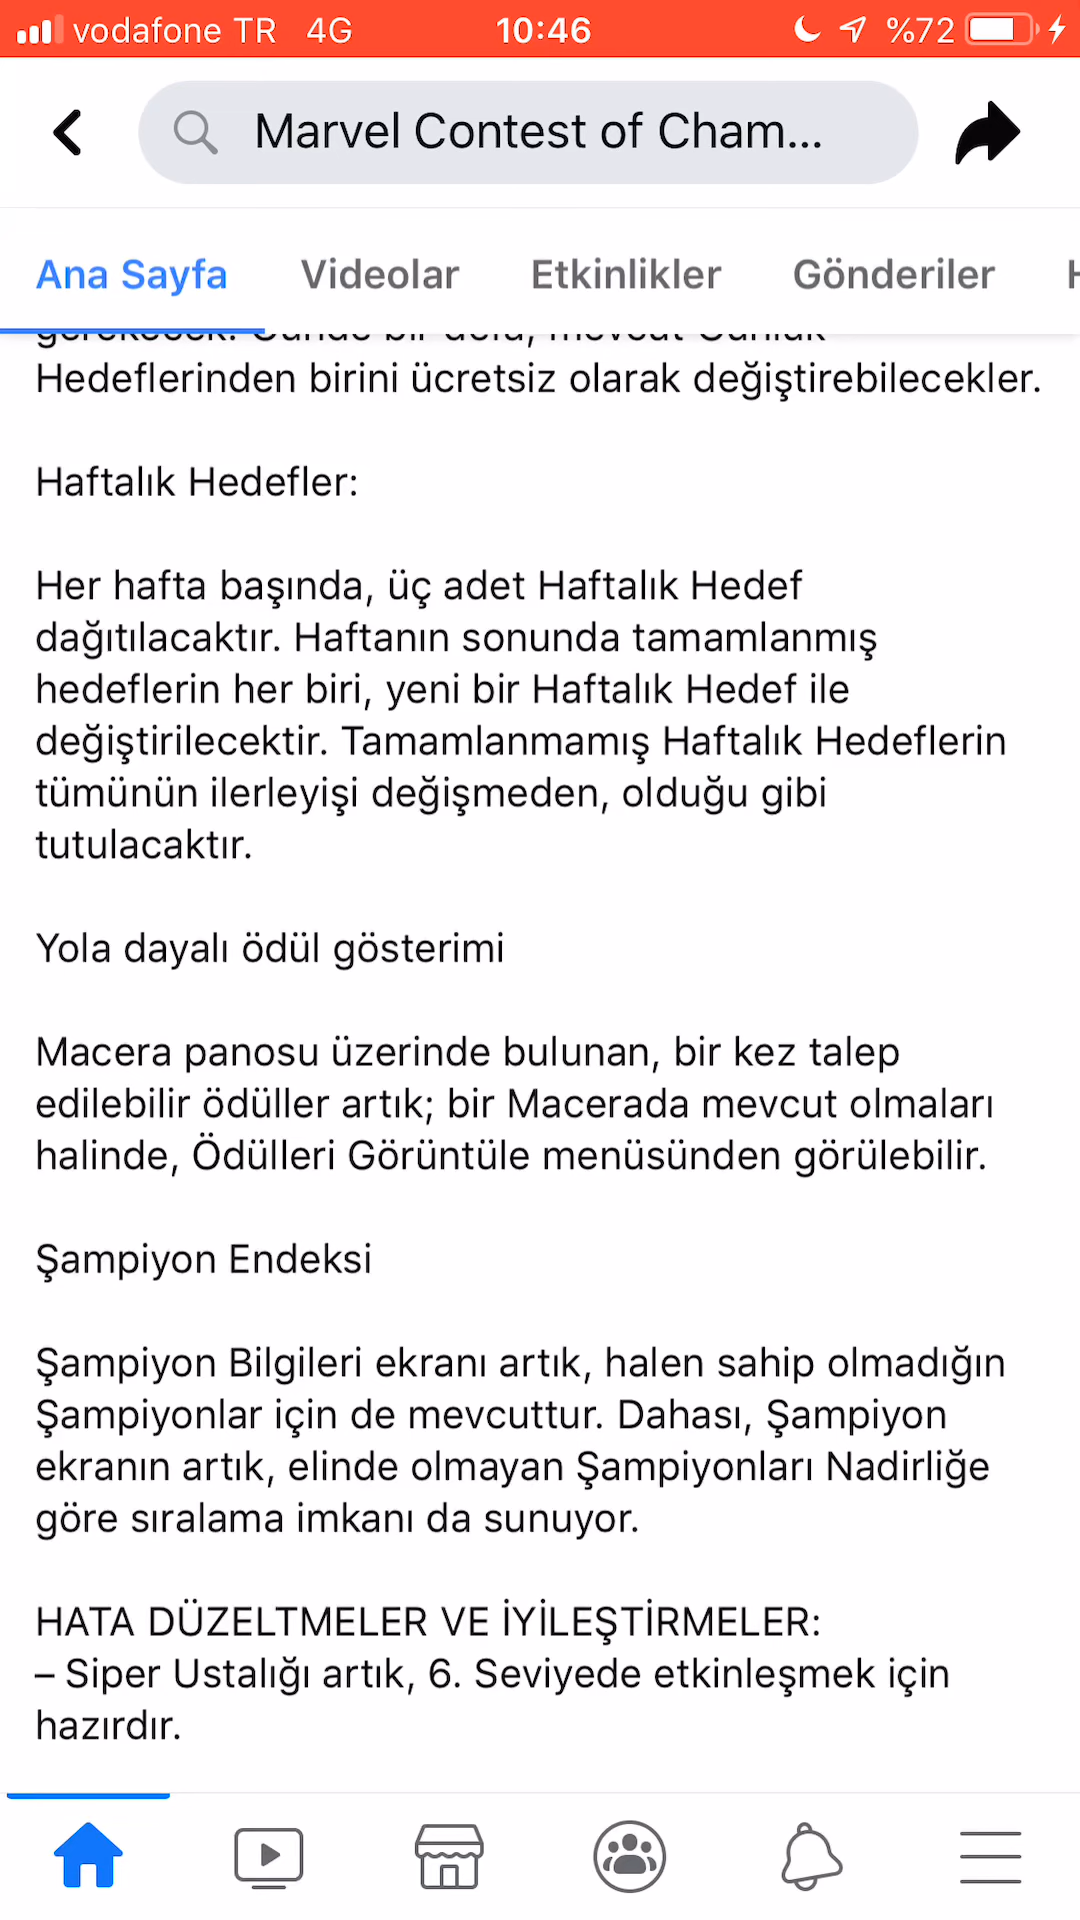 vodafone TR 4G 10:46 %72
Marvel Contest of Cham...
Ana Sayfa Videolar Etkinlikler Gönderiler
Hedeflerinden birini ücretsiz olarak değiştirebilecekler.
Haftalık Hedefler:
Her hafta başında, üç adet Haftalık Hedef
dağıtılacaktır. Haftanın sonunda tamamlanmış
hedeflerin her biri, yeni bir Haftalık Hedef ile
değiştirilecektir. Tamamlanmamış Haftalık Hedeflerin
tümünün ilerleyişi değişmeden, olduğu gibi
tutulacaktır.
Yola dayalı ödül gösterimi
Macera panosu üzerinde bulunan, bir kez talep
edilebilir ödüller artık; bir Macerada mevcut olmaları
halinde, Ödülleri Görüntüle menüsünden görülebilir.
Şampiyon Endeksi
Şampiyon Bilgileri ekranı artık, halen sahip olmadığın
Şampiyonlar için de mevcuttur. Dahası, Şampiyon
ekranın artık, elinde olmayan Şampiyonları Nadirliğe
göre sıralama imkanı da sunuyor.
HATA DÜZELTMELER VE İYİLEŞTİRMELER:
– Siper Ustalığı artık, 6. Seviyede etkinleşmek için
hazırdır.